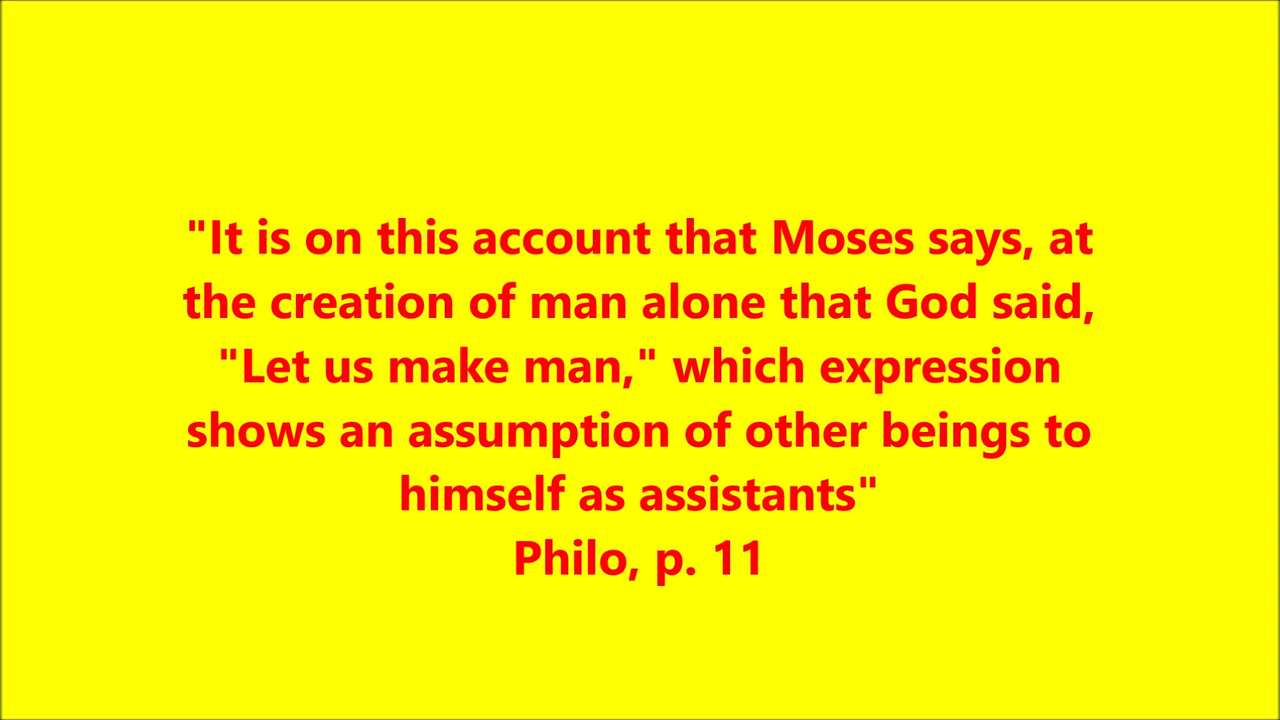 "It is on this account that Moses says, at
the creation of man alone that God said,
"Let us make man," which expression
shows an assumption of other beings to
himself as assistants"
Philo, p. 11